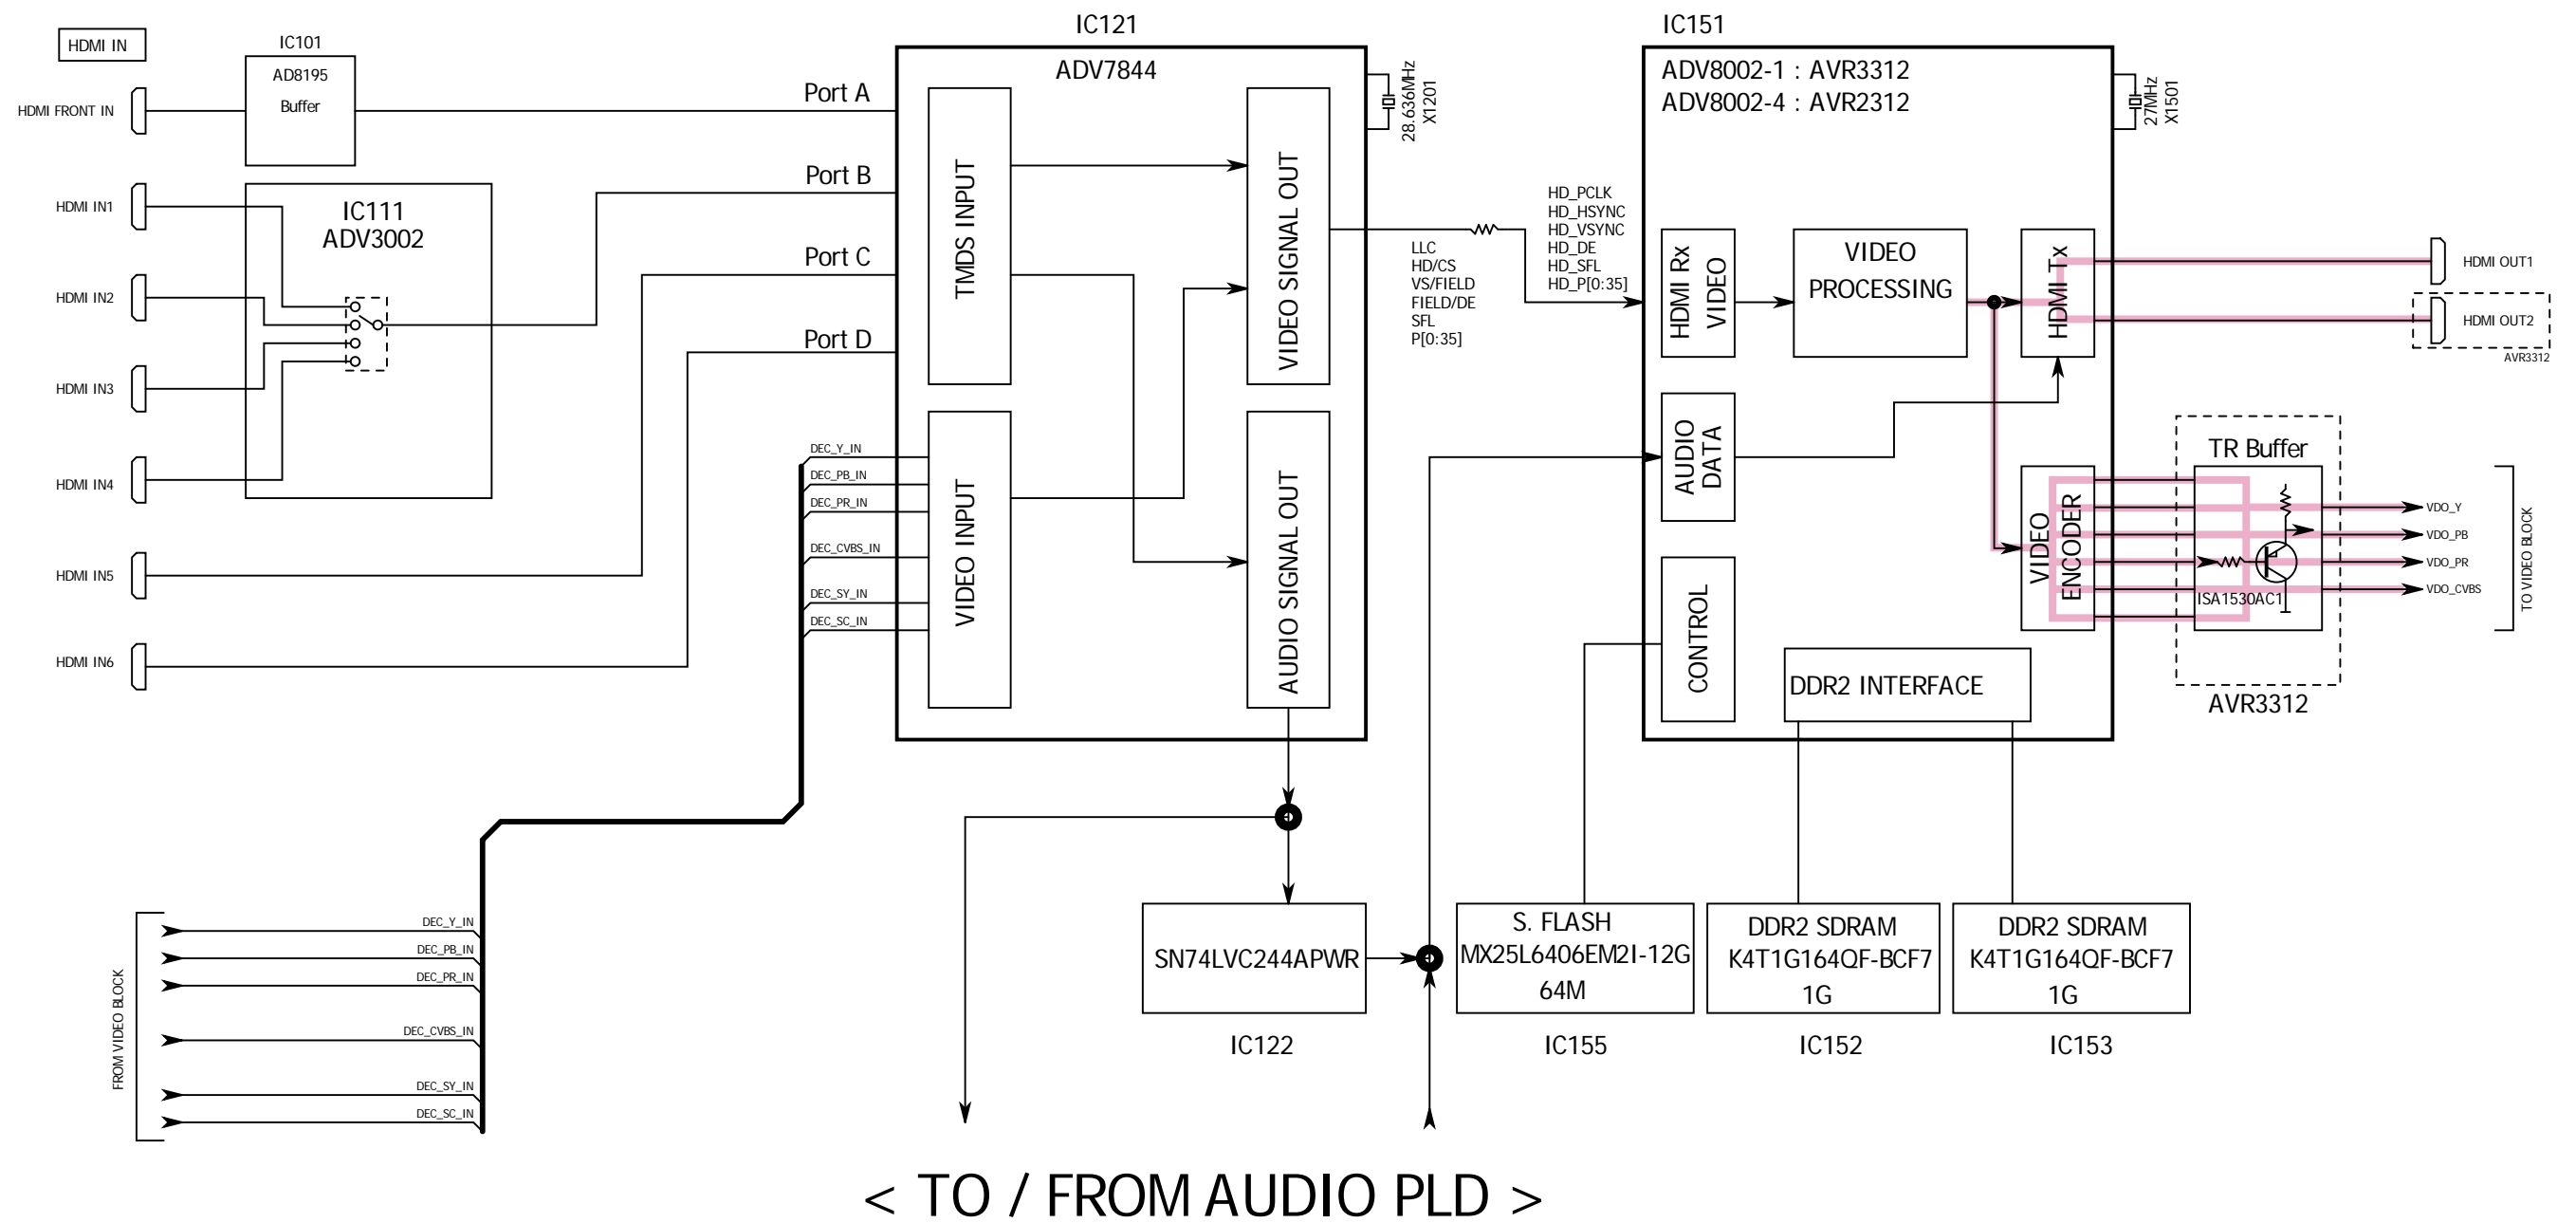 HDMI IN
HDMI FRONT IN
HDMI IN1
HDMI IN2
HDMI IN3
HDMI IN4
HDMI IN5
HDMI IN6
IC101
AD8195
Buffer
IC111
ADV3002
Port A
Port B
Port C
Port D
IC121
ADV7844
TMDS INPUT
VIDEO SIGNAL OUT
VIDEO INPUT
AUDIO SIGNAL OUT
28.636MHz
X1201
DEC_Y_IN
DEC_PB_IN
DEC_PR_IN
DEC_CVBS_IN
DEC_SY_IN
DEC_SC_IN
LLC
HD/CS
VS/FIELD
FIELD/DE
SFL
P[0:35]
HD_PCLK
HD_HSYNC
HD_VSYNC
HD_DE
HD_SFL
HD_P[0:35]
IC151
ADV8002-1 : AVR3312
ADV8002-4 : AVR2312
27MHz
X1501
HDMI Rx
VIDEO
VIDEO
PROCESSING
HDMI Tx
AUDIO
DATA
CONTROL
VIDEO
ENCODER
DDR2 INTERFACE
HDMI OUT1
HDMI OUT2
AVR3312
TR Buffer
ISA1530AC1
AVR3312
VDO_Y
VDO_PB
VDO_PR
VDO_CVBS
TO VIDEO BLOCK
FROM VIDEO BLOCK
DEC_Y_IN
DEC_PB_IN
DEC_PR_IN
DEC_CVBS_IN
DEC_SY_IN
DEC_SC_IN
SN74LVC244APWR
IC122
S. FLASH
MX25L6406EM2I-12G
64M
IC155
DDR2 SDRAM
K4T1G164QF-BCF7
1G
IC152
DDR2 SDRAM
K4T1G164QF-BCF7
1G
IC153
< TO / FROM AUDIO PLD >